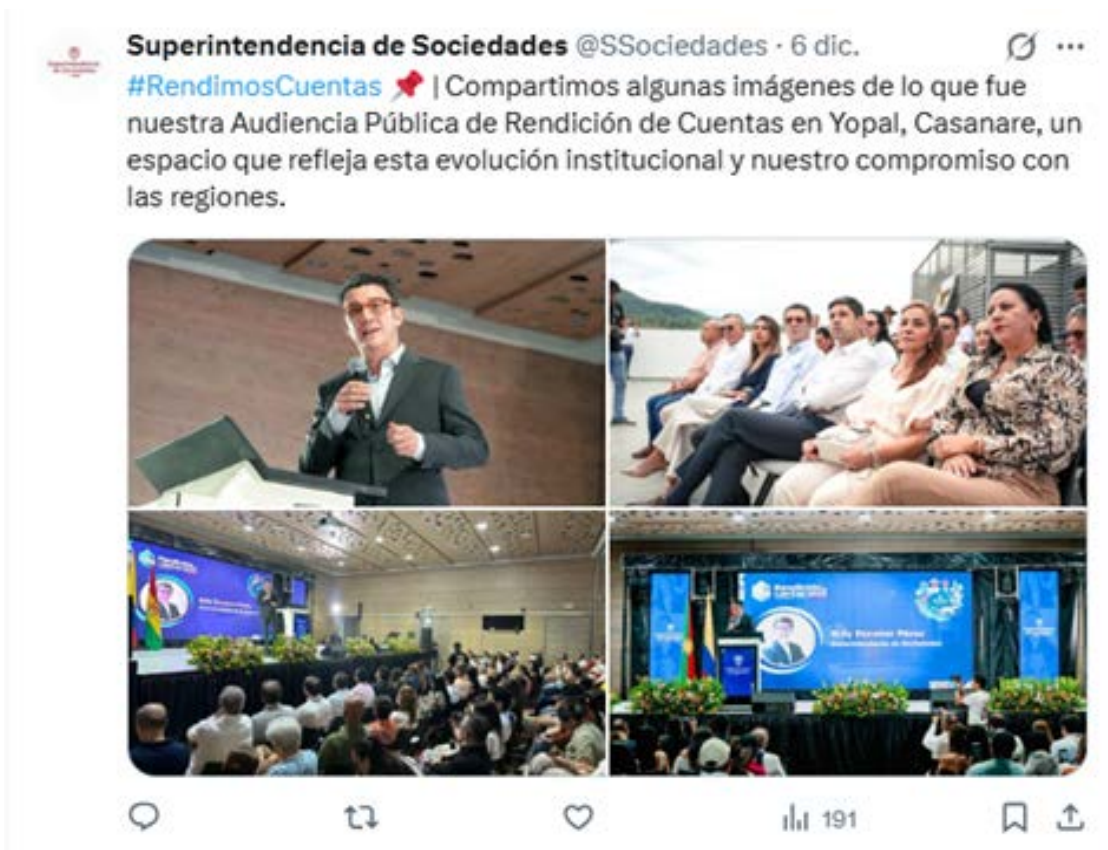 Superintendencia de Sociedades @SSociedades · 6 dic.
#RendimosCuentas 📌 | Compartimos algunas imágenes de lo que fue
nuestra Audiencia Pública de Rendición de Cuentas en Yopal, Casanare, un
espacio que refleja esta evolución institucional y nuestro compromiso con
las regiones.
191